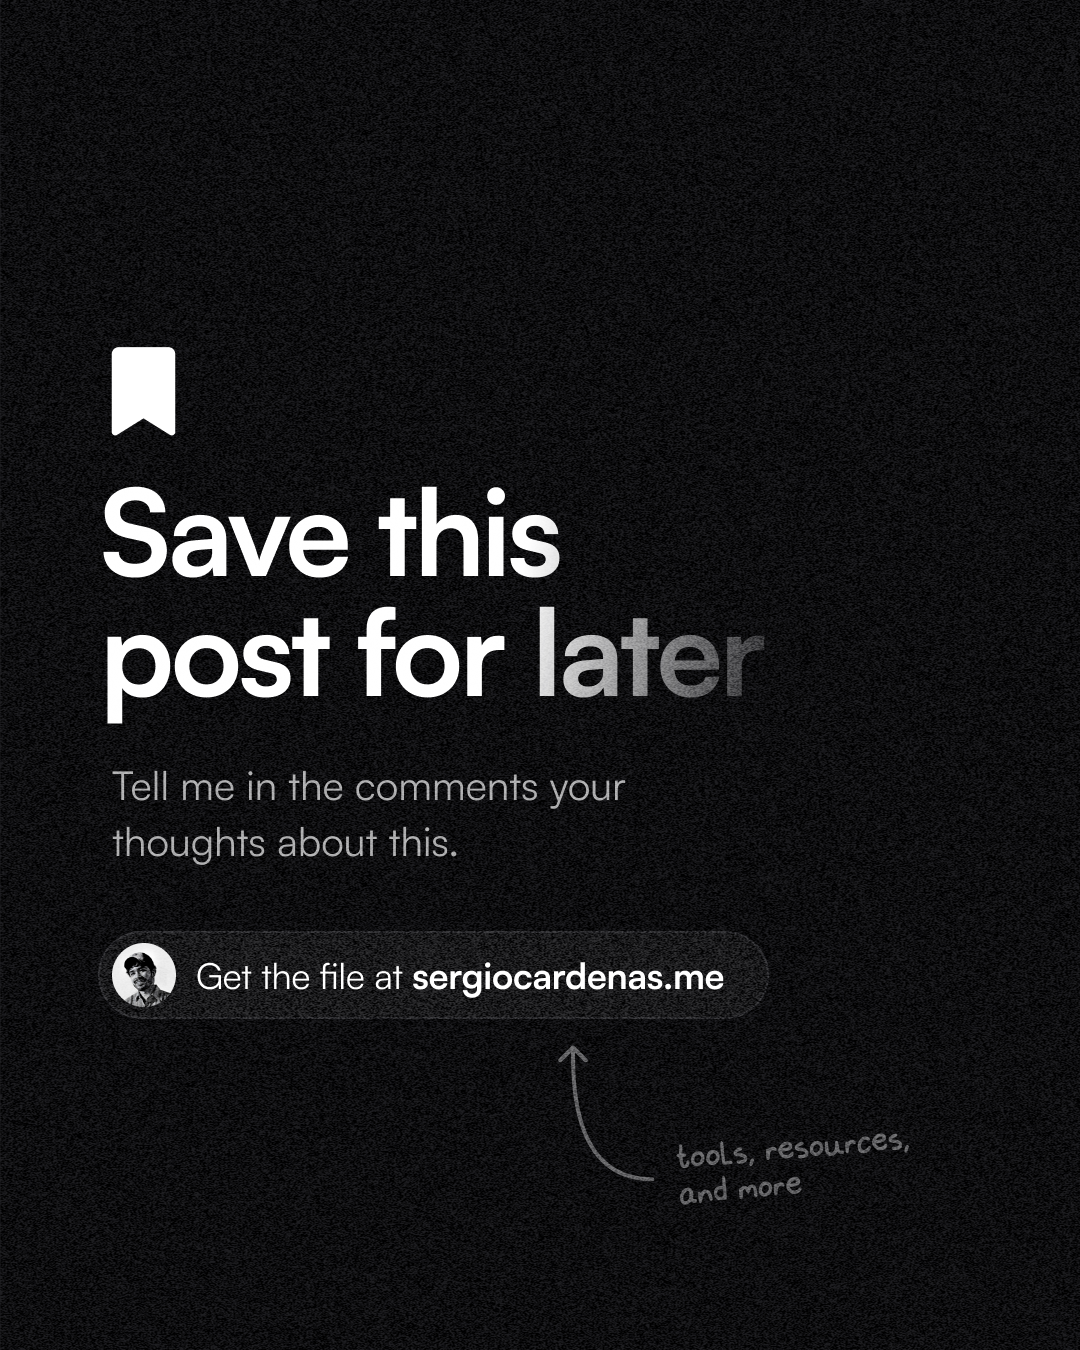 Save this
post for later
Tell me in the comments your
thoughts about this.
Get the file at sergiocardenas.me
tools, resources,
and more